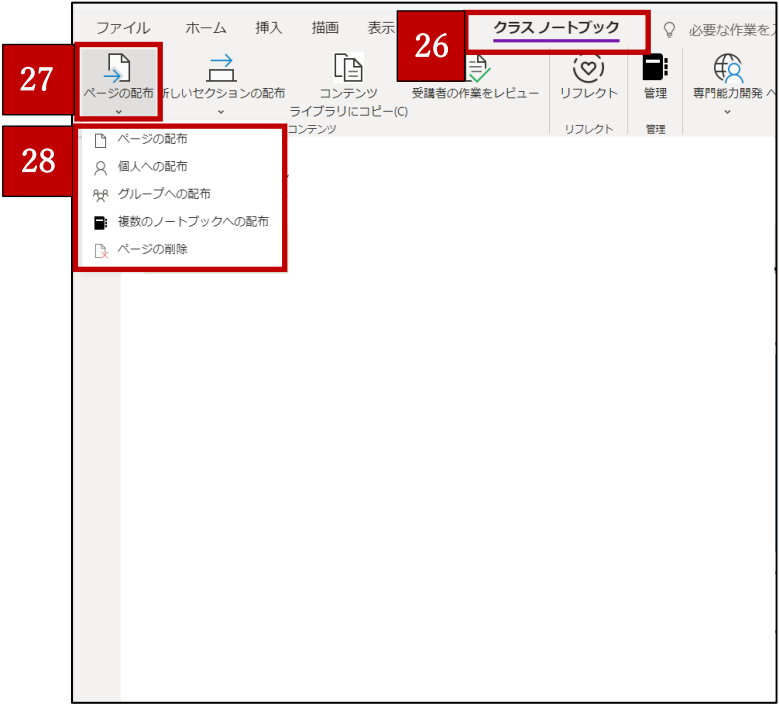 ファイル ホーム 挿入 描画 表示 26 クラス ノートブック 必要な作業を
27 ページの配布 新しいセクションの配布 コンテンツ ライブラリにコピー(C) 受講者の作業をレビュー リフレクト 管理 専門能力開発
コンテンツ リフレクト 管理
28 ページの配布
個人への配布
グループへの配布
複数のノートブックへの配布
ページの削除